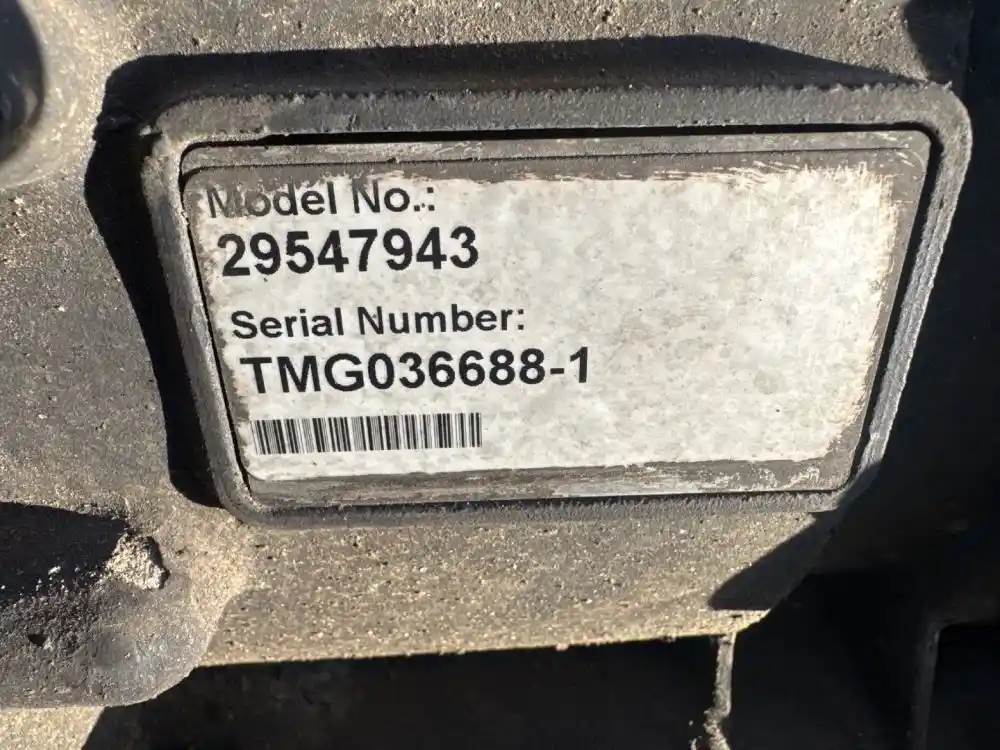 Model No.:
29547943
Serial Number:
TMG036688-1